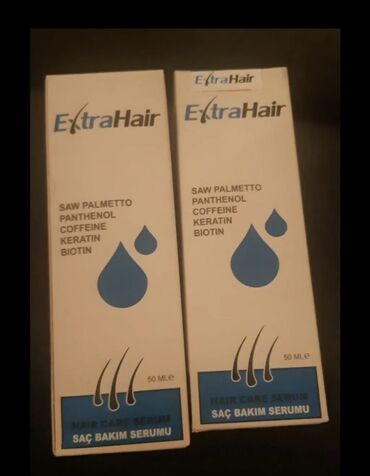 ExtraHair
SAW PALMETTO
PANTHENOL
COFFEINE
KERATIN
BIOTIN
50 ML℮
HAIR CARE SERUM
SAÇ BAKIM SERUMU
ExtraHair
ExtraHair
SAW PALMETTO
PANTHENOL
COFFEINE
KERATIN
BIOTIN
50 ML℮
HAIR CARE SERUM
SAÇ BAKIM SERUMU